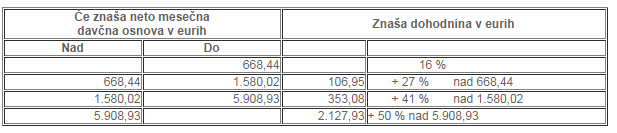 Če znaša neto mesečna
davčna osnova v eurih
Znaša dohodnina v eurih
Nad Do
668,44 16 %
668,44 1.580,02 106,95 + 27 % nad 668,44
1.580,02 5.908,93 353,08 + 41 % nad 1.580,02
5.908,93 2.127,93 + 50 % nad 5.908,93